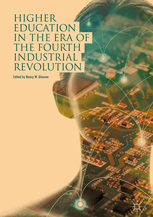 HIGHER
EDUCATION
IN THE ERA OF
THE FOURTH
INDUSTRIAL
REVOLUTION
Edited by Nancy W. Gleason